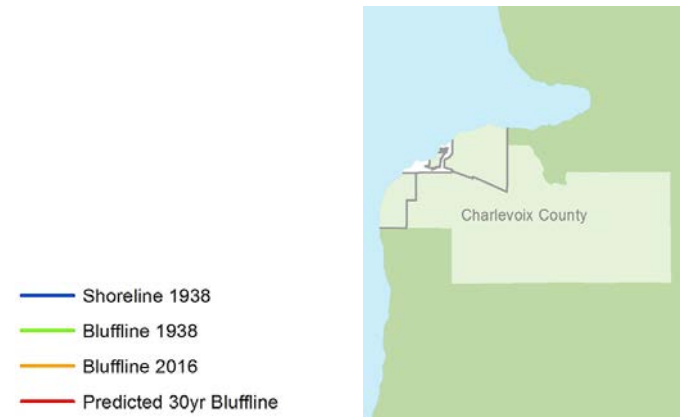 Charlevoix County
Shoreline 1938
Bluffline 1938
Bluffline 2016
Predicted 30yr Bluffline